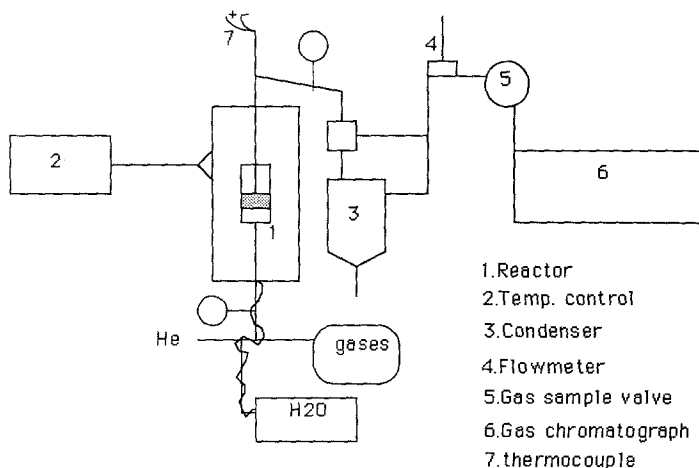 +
7
4
5
2
6
3
1
He
gases
H2O
1.Reactor
2.Temp. control
3.Condenser
4.Flowmeter
5.Gas sample valve
6.Gas chromatograph
7.thermocouple